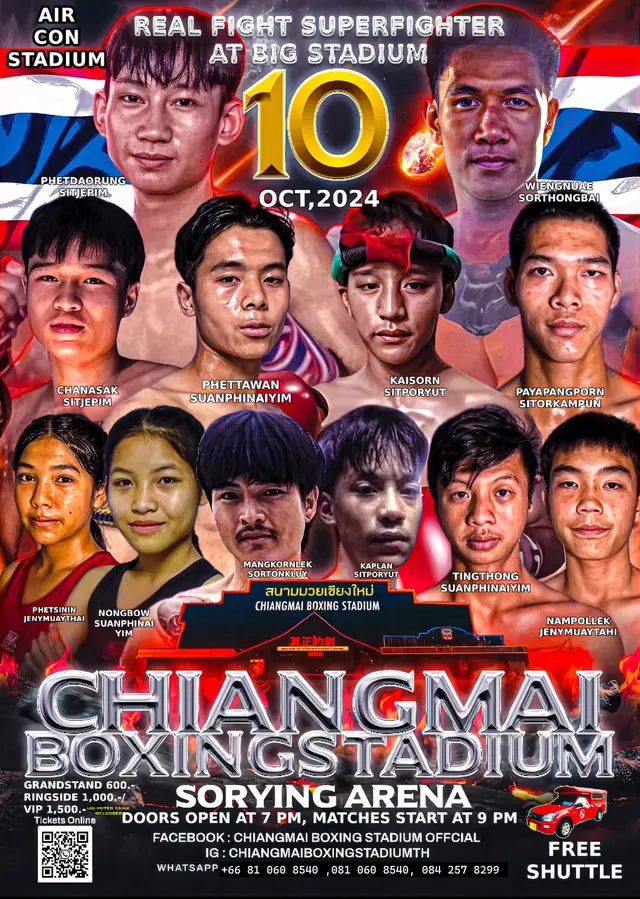 AIR
CON
STADIUM
REAL FIGHT SUPERFIGHTER
AT BIG STADIUM
10
OCT,2024
PHETDAORUNG
SITJEPIM.
WIENGNUAE
SORTHONGBAI
CHANASAK
SITJEPIM
PHETTAWAN
SUANPHINAIYIM
KAISORN
SITPORYUT
PAYAPANGPORN
SITORKAMPUN
PHETSININ
JENYMUAYTHAI
NONGBOW
SUANPHINAI
YIM
MANGKORNLEK
SORTONKLUY
KAPLAN
SITPORYUT
TINGTHONG
SUANPHINAIYIM
NAMPOLLEK
JENYMUAYTAHI
สนามมวยเชียงใหม่
CHIANGMAI BOXING STADIUM
CHIANGMAI
BOXINGSTADIUM
GRANDSTAND 600.-
RINGSIDE 1,000.-/
VIP 1,500.- UNLIMITED DRINK
INCLUDED
Tickets Online
SORYING ARENA
DOORS OPEN AT 7 PM, MATCHES START AT 9 PM
FACEBOOK : CHIANGMAI BOXING STADIUM OFFCIAL
IG : CHIANGMAIBOXINGSTADIUMTH
WHATSAPP +66 81 060 8540 ,081 060 8540, 084 257 8299
FREE
SHUTTLE